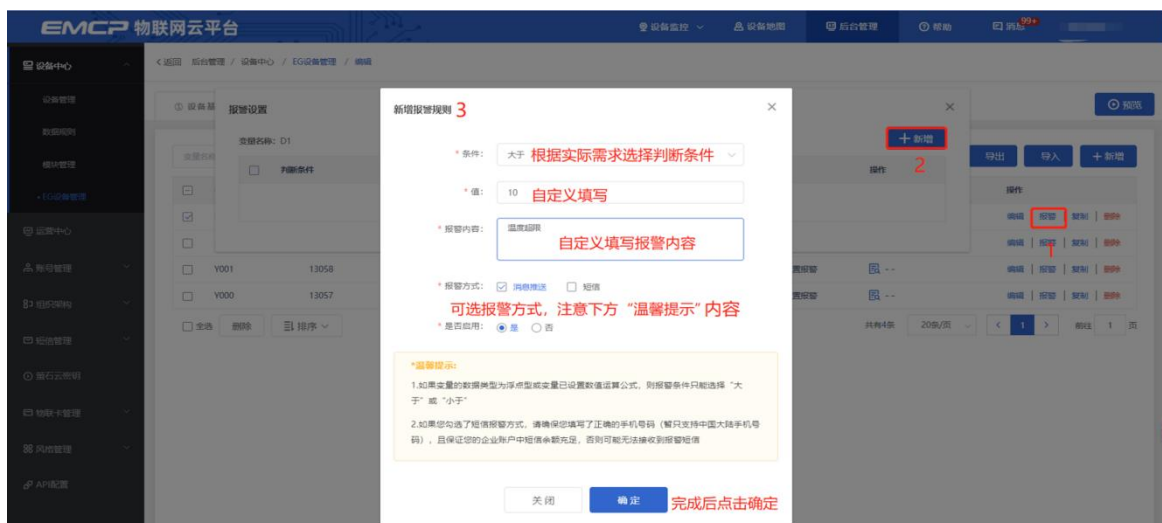 EMCP 物联网云平台
设备监控
设备地图
后台管理
帮助
消息
99+
设备中心
设备管理
数据规则
模块管理
• EG设备管理
运营中心
账号管理
组织架构
短信管理
萤石云密钥
物联卡管理
风格管理
API配置
<返回 后台管理 / 设备中心 / EG设备管理 / 编辑
① 设备基
预览
变量名称
导出
导入
+ 新增
操作
编辑 | 报警 | 复制 | 删除
1
编辑 | 报警 | 复制 | 删除
Y001 13058 置报警 -- 编辑 | 报警 | 复制 | 删除
Y000 13057 置报警 -- 编辑 | 报警 | 复制 | 删除
全选 删除 排序
共有4条 20条/页 < 1 > 前往 1 页
报警设置 ×
变量名称: D1
+ 新增
2
判断条件
操作
新增报警规则 3 ×
* 条件: 大于 根据实际需求选择判断条件
* 值: 10 自定义填写
* 报警内容: 温度超限
自定义填写报警内容
* 报警方式: 消息推送 短信
可选报警方式，注意下方“温馨提示”内容
* 是否启用: 是 否
*温馨提示:
1.如果变量的数据类型为浮点型或变量已设置数值运算公式，则报警条件只能选择“大
于”或“小于”
2.如果您勾选了短信报警方式，请确保您填写了正确的手机号码（暂只支持中国大陆手机号
码），且保证您的企业账户中短信余额充足，否则可能无法接收到报警短信
关闭 确定 完成后点击确定